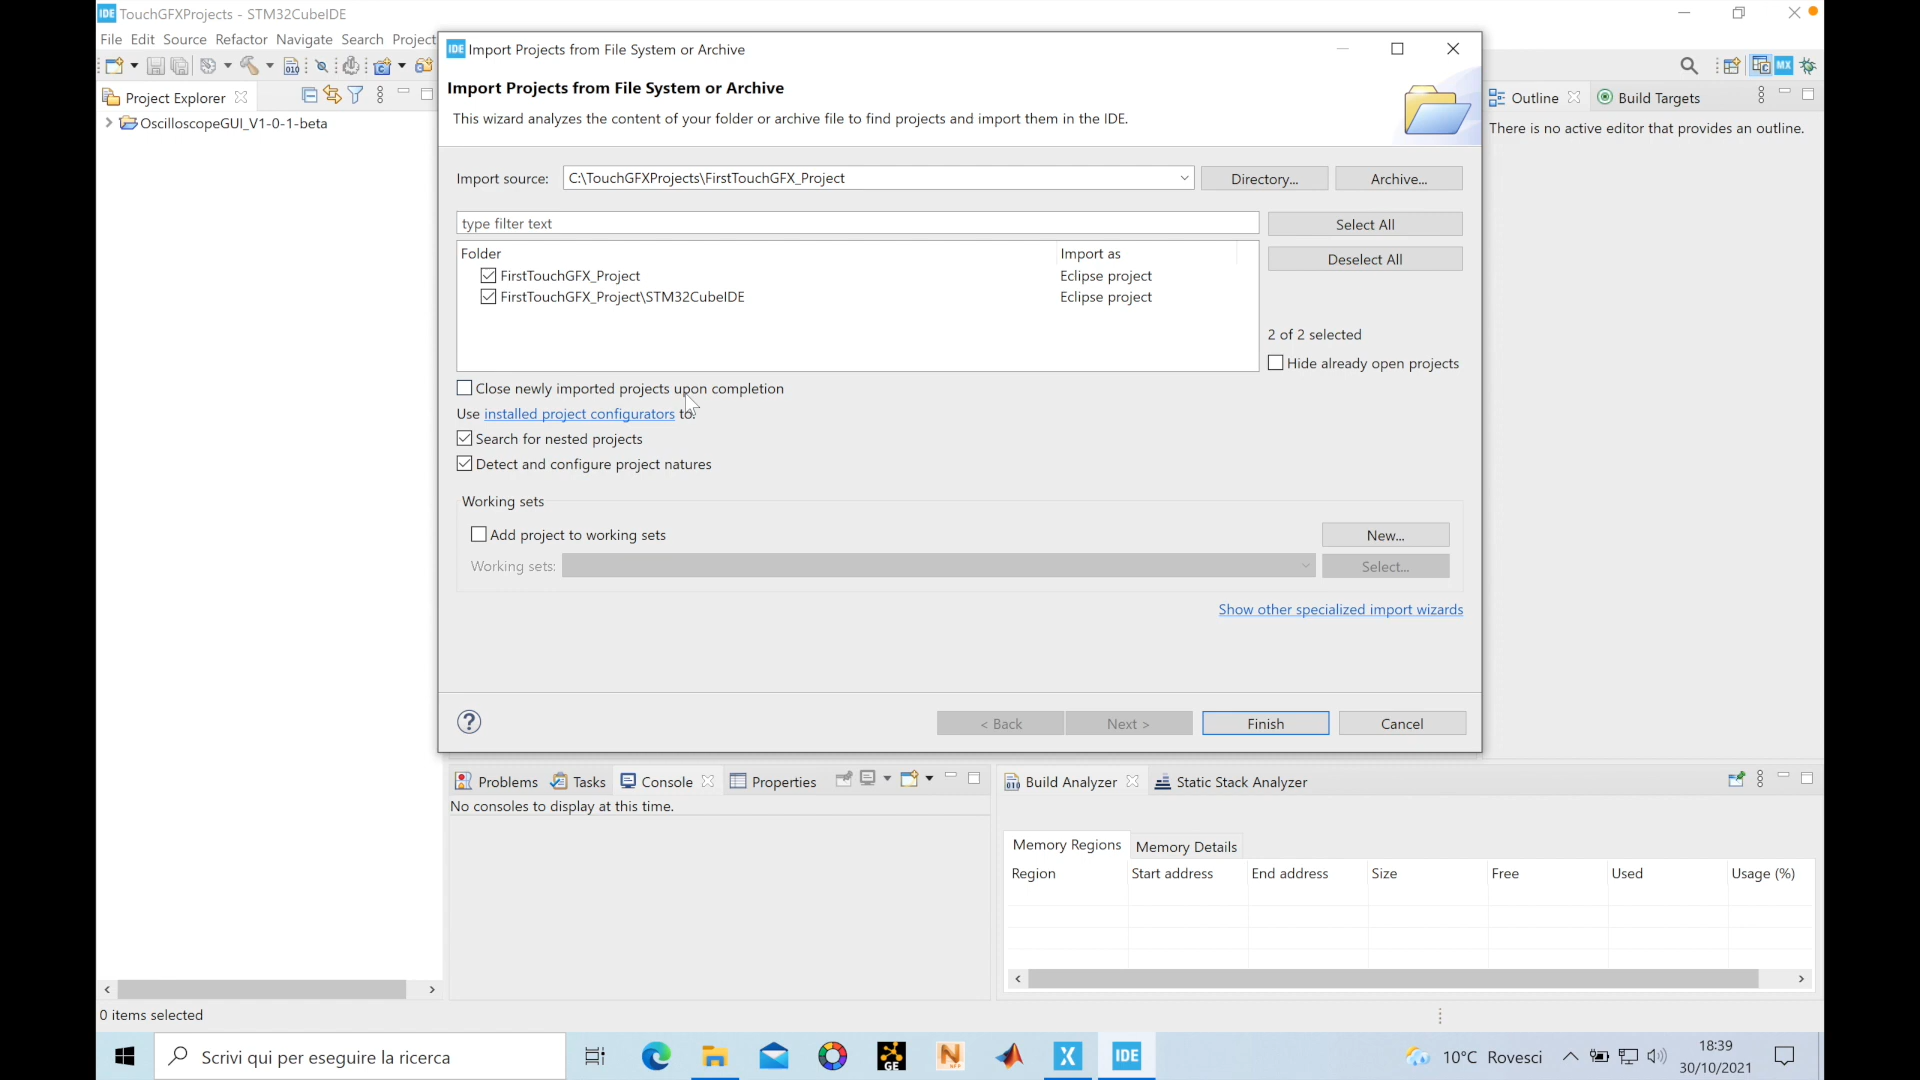 IDE TouchGFXProjects - STM32CubeIDE
File Edit Source Refactor Navigate Search Project
Project Explorer
OscilloscopeGUI_V1-0-1-beta
IDE Import Projects from File System or Archive
Import Projects from File System or Archive
This wizard analyzes the content of your folder or archive file to find projects and import them in the IDE.
Import source: C:\TouchGFXProjects\FirstTouchGFX_Project Directory... Archive...
type filter text Select All
Folder Import as Deselect All
FirstTouchGFX_Project Eclipse project
FirstTouchGFX_Project\STM32CubeIDE Eclipse project
2 of 2 selected
Hide already open projects
Close newly imported projects upon completion
Use installed project configurators to:
Search for nested projects
Detect and configure project natures
Working sets
Add project to working sets New...
Working sets: Select...
Show other specialized import wizards
? < Back Next > Finish Cancel
MX
Outline Build Targets
There is no active editor that provides an outline.
Problems Tasks Console Properties
No consoles to display at this time.
010 Build Analyzer Static Stack Analyzer
Memory Regions Memory Details
Region Start address End address Size Free Used Usage (%)
0 items selected
Scrivi qui per eseguire la ricerca GE N X IDE 10°C Rovesci 18:39
30/10/2021